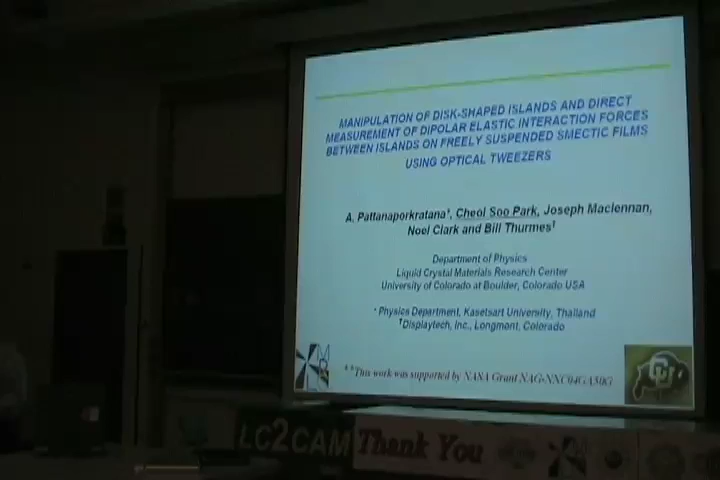 MANIPULATION OF DISK-SHAPED ISLANDS AND DIRECT
MEASUREMENT OF DIPOLAR ELASTIC INTERACTION FORCES
BETWEEN ISLANDS ON FREELY SUSPENDED SMECTIC FILMS
USING OPTICAL TWEEZERS
A. Pattanaporkratana*, Cheol Soo Park, Joseph Maclennan,
Noel Clark and Bill Thurmes†
Department of Physics
Liquid Crystal Materials Research Center
University of Colorado at Boulder, Colorado USA
* Physics Department, Kasetsart University, Thailand
†Displaytech, Inc., Longmont, Colorado
**This work was supported by NASA Grant NAG-NNC04GA50G
CU
LC2CAM Thank You